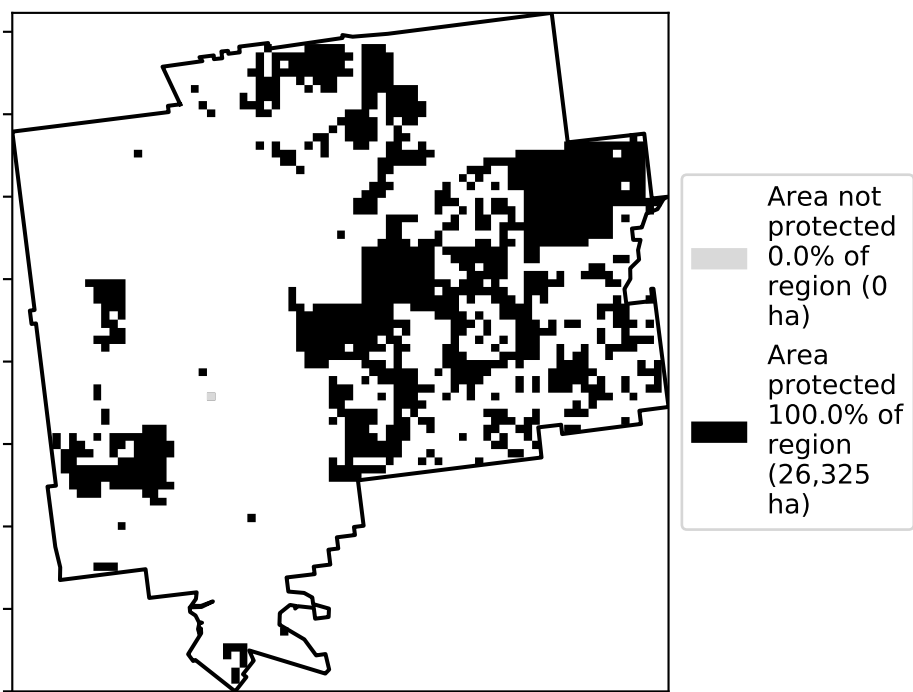 Area not
protected
0.0% of
region (0
ha)
Area
protected
100.0% of
region
(26,325
ha)